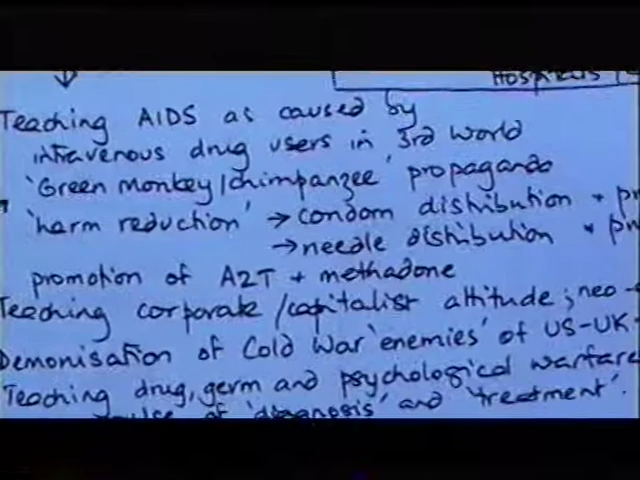 Hospitals
Teaching AIDS as caused by
intravenous drug users in 3rd world
'Green monkey/chimpanzee' propaganda
'harm reduction' → condom distribution +
→ needle distribution +
promotion of AZT + methadone
Teaching corporate/capitalist attitude; neo-
Demonisation of Cold War 'enemies' of US-UK-
Teaching drug, germ and psychological warfare
of 'diagnosis' and 'treatment'.